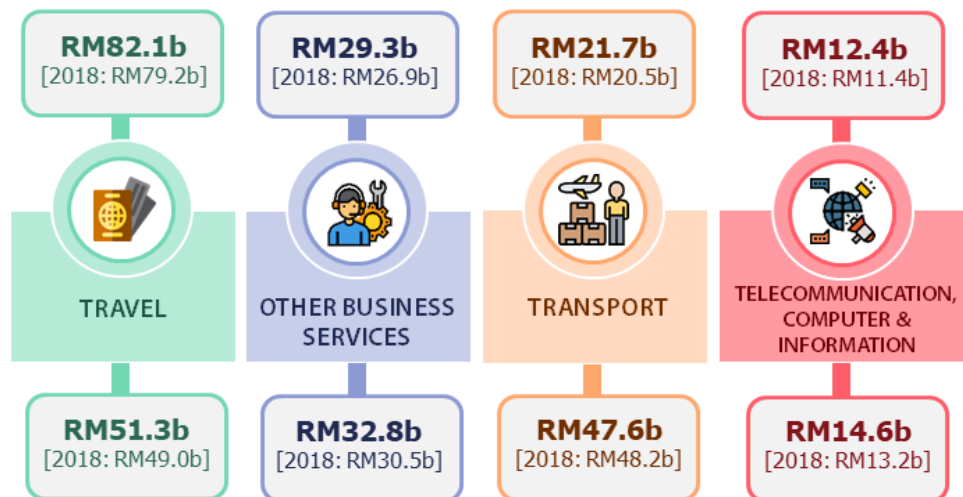 RM82.1b
[2018: RM79.2b]
RM29.3b
[2018: RM26.9b]
RM21.7b
[2018: RM20.5b]
RM12.4b
[2018: RM11.4b]
TRAVEL
OTHER BUSINESS
SERVICES
TRANSPORT
TELECOMMUNICATION,
COMPUTER &
INFORMATION
RM51.3b
[2018: RM49.0b]
RM32.8b
[2018: RM30.5b]
RM47.6b
[2018: RM48.2b]
RM14.6b
[2018: RM13.2b]